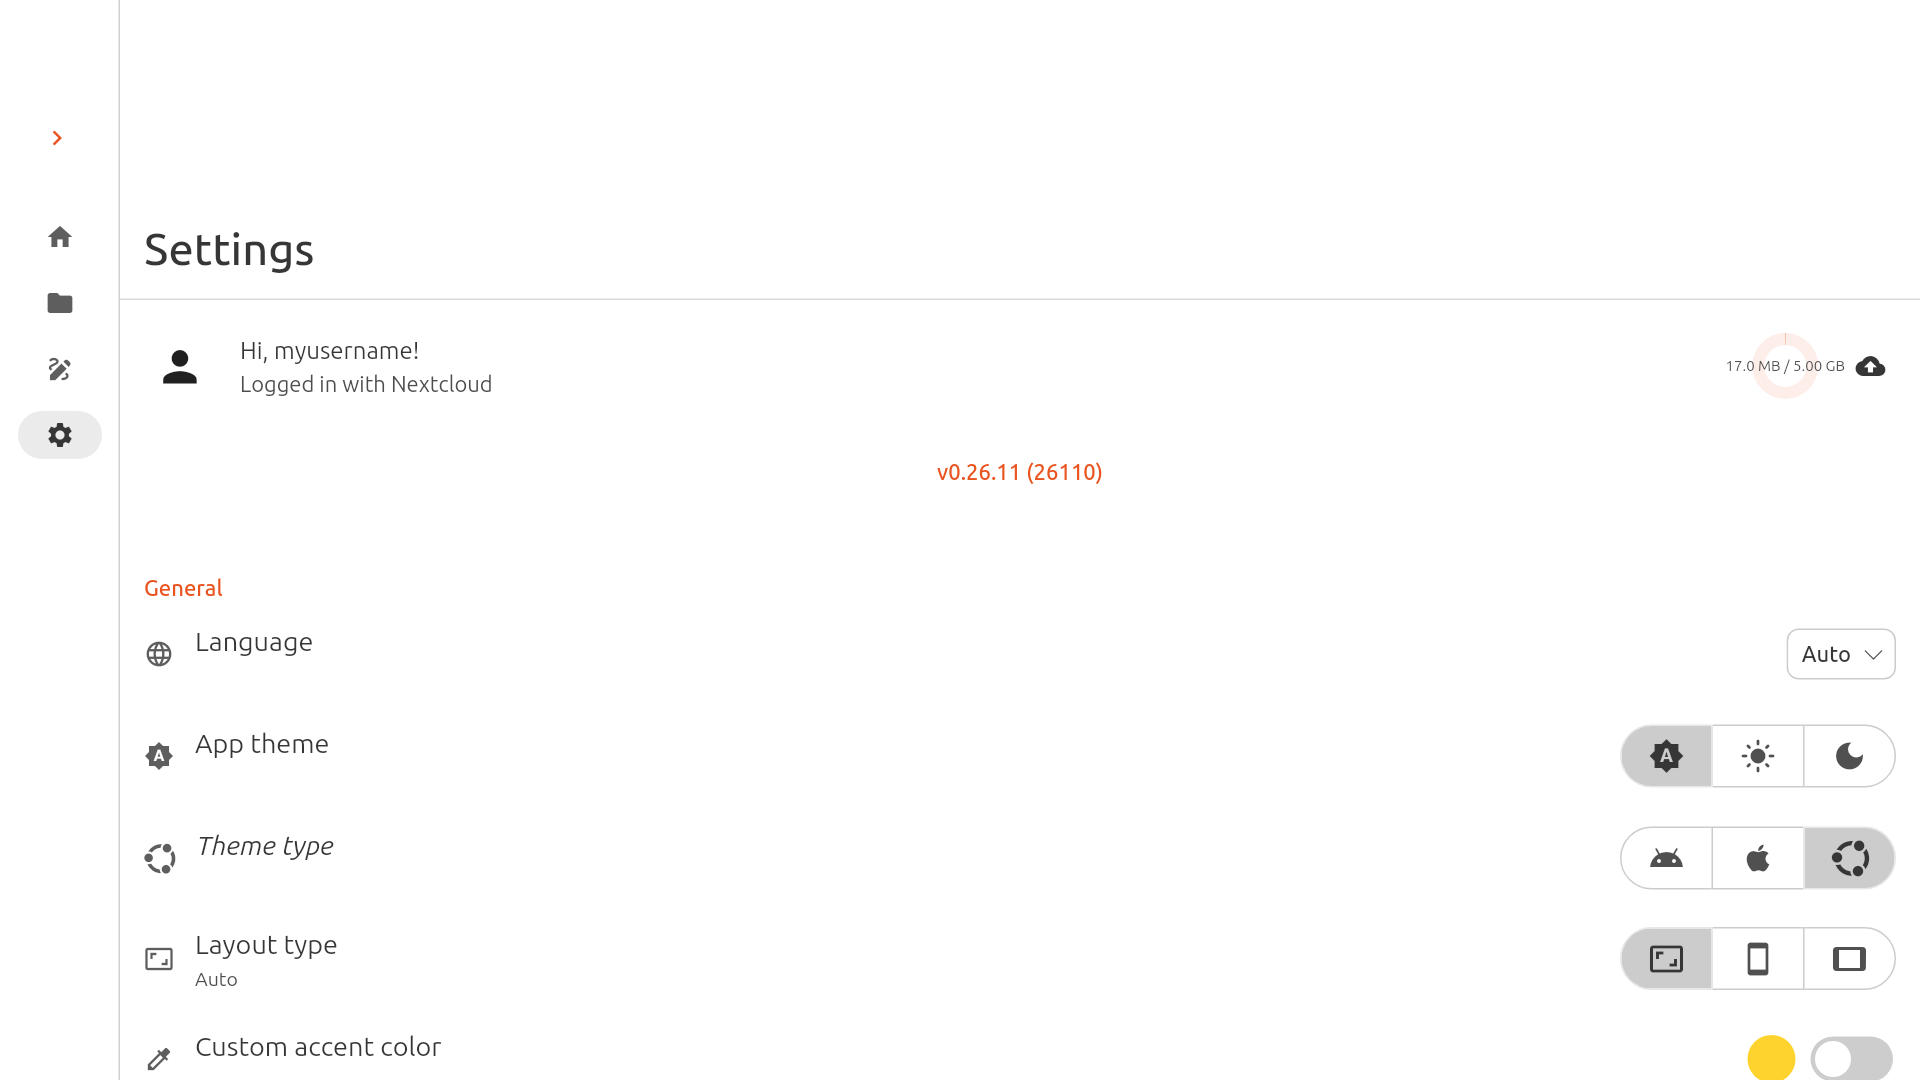 Settings
Hi, myusername!
Logged in with Nextcloud
17.0 MB / 5.00 GB
v0.26.11 (26110)
General
Language
Auto
App theme
Theme type
Layout type
Auto
Custom accent color